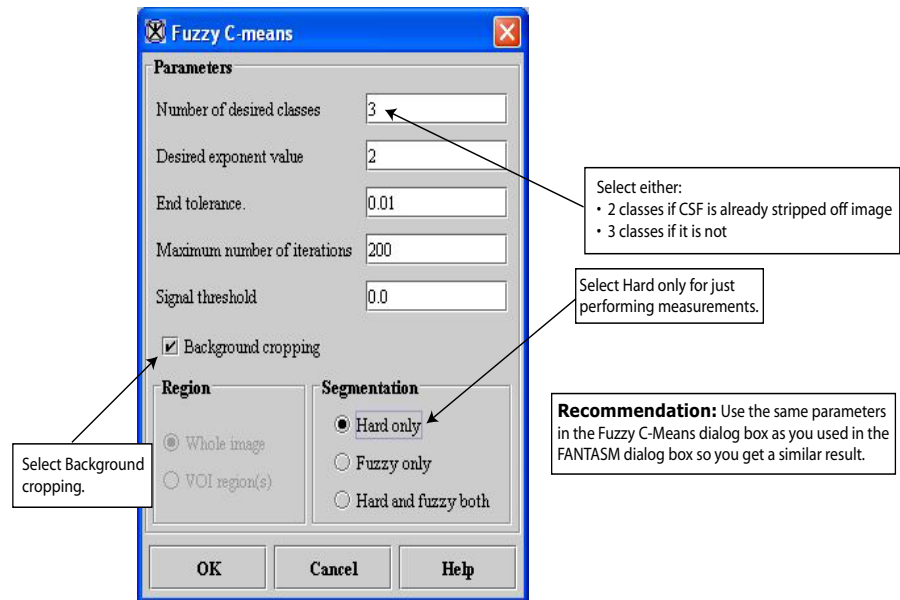 Fuzzy C-means
Parameters
Number of desired classes 3
Desired exponent value 2
End tolerance. 0.01
Maximum number of iterations 200
Signal threshold 0.0
Background cropping
Region
Whole image
VOI region(s)
Segmentation
Hard only
Fuzzy only
Hard and fuzzy both
OK Cancel Help
Select either:
• 2 classes if CSF is already stripped off image
• 3 classes if it is not
Select Hard only for just
performing measurements.
Recommendation: Use the same parameters
in the Fuzzy C-Means dialog box as you used in the
FANTASM dialog box so you get a similar result.
Select Background
cropping.